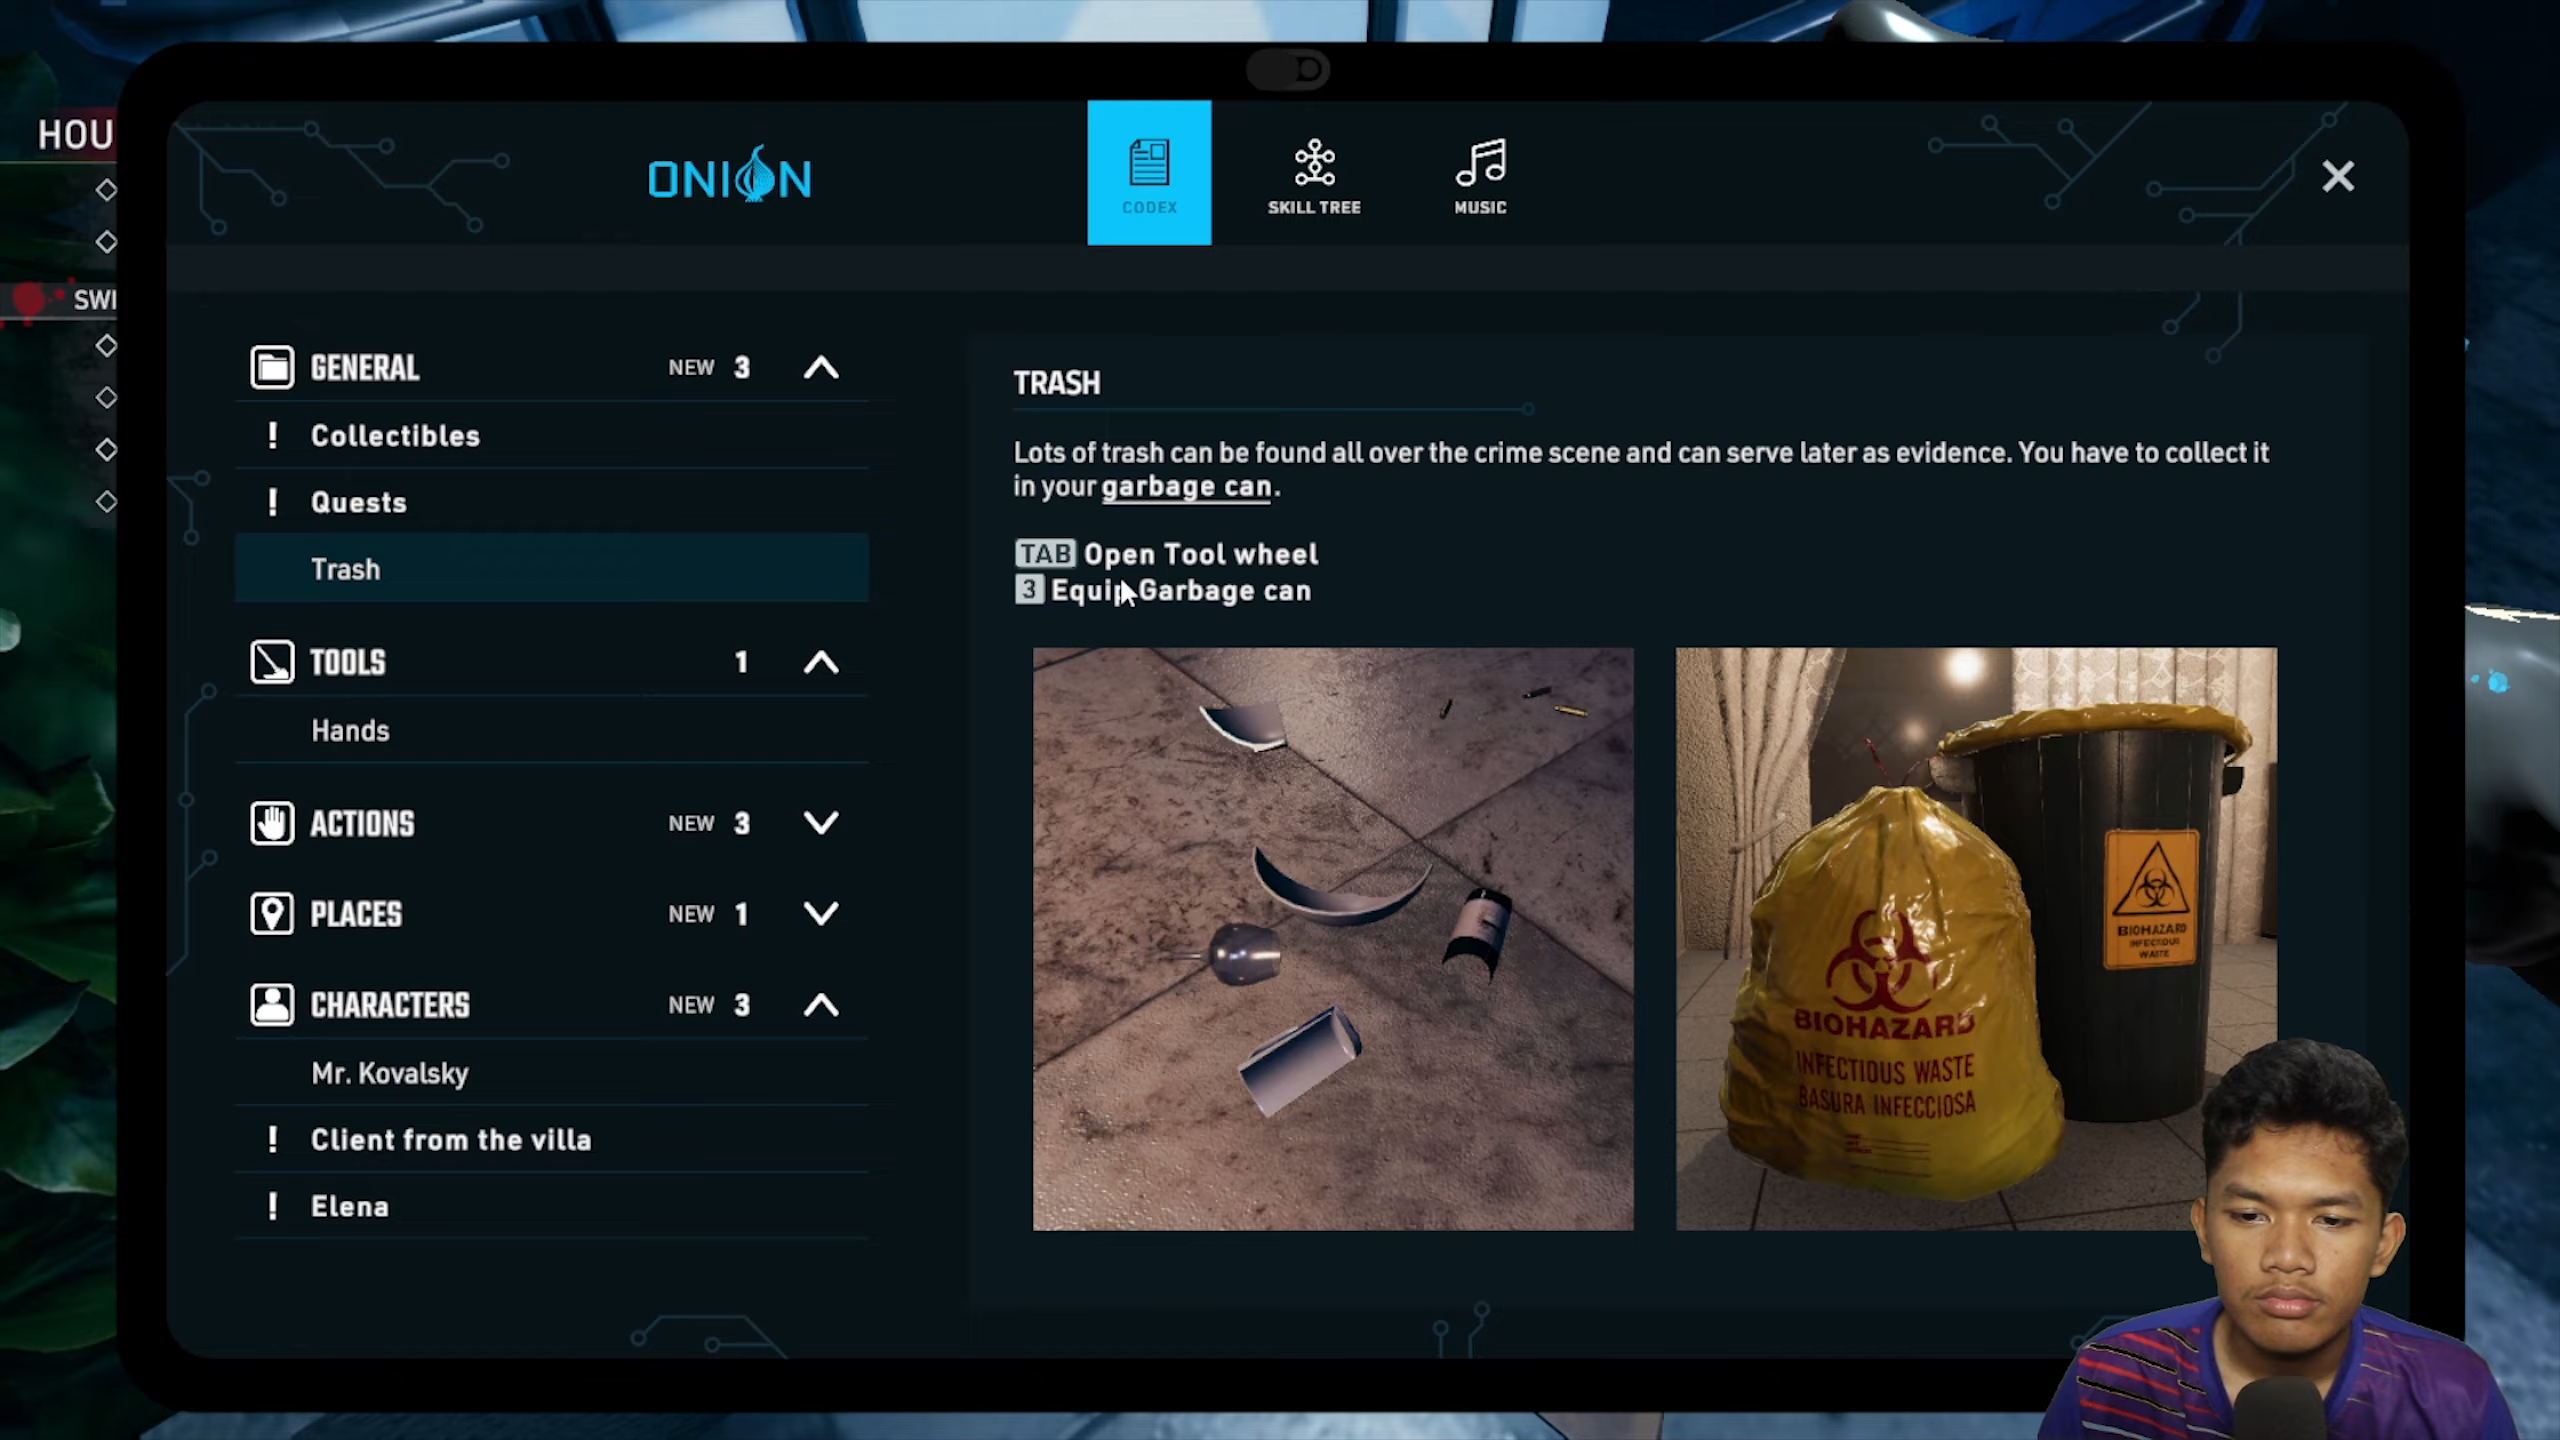 HOU
SWI
ONION
CODEX
SKILL TREE
MUSIC
GENERAL NEW 3
! Collectibles
! Quests
Trash
TOOLS 1
Hands
ACTIONS NEW 3
PLACES NEW 1
CHARACTERS NEW 3
Mr. Kovalsky
! Client from the villa
! Elena
TRASH
Lots of trash can be found all over the crime scene and can serve later as evidence. You have to collect it
in your garbage can.
TAB Open Tool wheel
3 Equip Garbage can
BIOHAZARD
INFECTIOUS WASTE
BASURA INFECCIOSA
BIOHAZARD
INFECTIOUS
WASTE